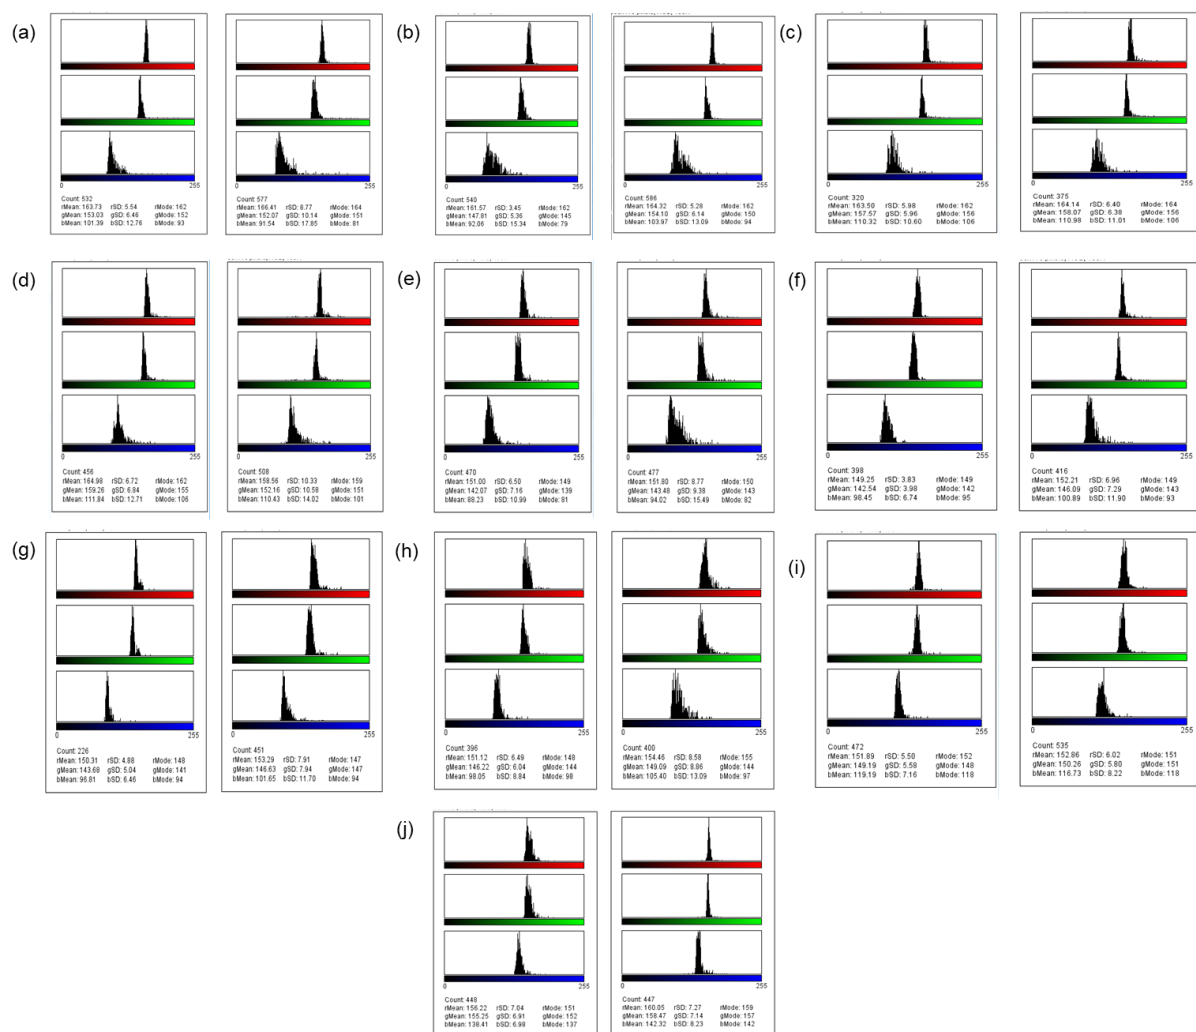 (a)
0 255
Count: 532
rMean: 163.73 rSD: 5.54 rMode: 162
gMean: 153.03 gSD: 6.46 gMode: 152
bMean: 101.39 bSD: 12.76 bMode: 93
0 255
Count: 577
rMean: 166.41 rSD: 8.77 rMode: 164
gMean: 152.07 gSD: 10.14 gMode: 151
bMean: 91.54 bSD: 17.85 bMode: 81
(b)
0 255
Count: 540
rMean: 161.57 rSD: 3.45 rMode: 162
gMean: 147.81 gSD: 5.36 gMode: 145
bMean: 92.06 bSD: 15.34 bMode: 79
0 255
Count: 586
rMean: 164.32 rSD: 5.28 rMode: 162
gMean: 154.10 gSD: 6.14 gMode: 150
bMean: 103.97 bSD: 13.09 bMode: 94
(c)
0 255
Count: 320
rMean: 163.50 rSD: 5.98 rMode: 162
gMean: 157.57 gSD: 5.96 gMode: 156
bMean: 110.32 bSD: 10.60 bMode: 106
0 255
Count: 375
rMean: 164.14 rSD: 6.40 rMode: 164
gMean: 158.07 gSD: 6.38 gMode: 156
bMean: 110.98 bSD: 11.01 bMode: 106
(d)
0 255
Count: 456
rMean: 164.98 rSD: 6.72 rMode: 162
gMean: 159.26 gSD: 6.84 gMode: 155
bMean: 111.84 bSD: 12.71 bMode: 106
0 255
Count: 508
rMean: 158.56 rSD: 10.33 rMode: 159
gMean: 152.16 gSD: 10.58 gMode: 151
bMean: 110.43 bSD: 14.02 bMode: 101
(e)
0 255
Count: 470
rMean: 151.00 rSD: 6.50 rMode: 149
gMean: 142.07 gSD: 7.16 gMode: 139
bMean: 88.23 bSD: 10.99 bMode: 81
0 255
Count: 477
rMean: 151.80 rSD: 8.77 rMode: 150
gMean: 143.48 gSD: 9.38 gMode: 143
bMean: 94.02 bSD: 15.49 bMode: 82
(f)
0 255
Count: 398
rMean: 149.25 rSD: 3.83 rMode: 149
gMean: 142.54 gSD: 3.98 gMode: 142
bMean: 98.45 bSD: 6.74 bMode: 95
0 255
Count: 416
rMean: 152.21 rSD: 6.96 rMode: 149
gMean: 146.09 gSD: 7.29 gMode: 143
bMean: 100.89 bSD: 11.90 bMode: 93
(g)
0 255
Count: 226
rMean: 150.31 rSD: 4.88 rMode: 148
gMean: 143.68 gSD: 5.04 gMode: 141
bMean: 96.81 bSD: 6.46 bMode: 94
0 255
Count: 451
rMean: 153.29 rSD: 7.91 rMode: 147
gMean: 146.63 gSD: 7.94 gMode: 147
bMean: 101.65 bSD: 11.70 bMode: 94
(h)
0 255
Count: 396
rMean: 151.12 rSD: 6.49 rMode: 148
gMean: 146.22 gSD: 6.04 gMode: 144
bMean: 98.05 bSD: 8.84 bMode: 98
0 255
Count: 400
rMean: 154.46 rSD: 8.58 rMode: 155
gMean: 149.09 gSD: 8.86 gMode: 144
bMean: 105.40 bSD: 13.09 bMode: 97
(i)
0 255
Count: 472
rMean: 151.89 rSD: 5.50 rMode: 152
gMean: 149.19 gSD: 5.58 gMode: 148
bMean: 119.19 bSD: 7.16 bMode: 118
0 255
Count: 535
rMean: 152.86 rSD: 6.02 rMode: 151
gMean: 150.26 gSD: 5.80 gMode: 151
bMean: 116.73 bSD: 8.22 bMode: 118
(j)
0 255
Count: 448
rMean: 156.22 rSD: 7.04 rMode: 151
gMean: 155.25 gSD: 6.91 gMode: 152
bMean: 138.41 bSD: 6.98 bMode: 137
0 255
Count: 447
rMean: 160.05 rSD: 7.27 rMode: 159
gMean: 158.47 gSD: 7.14 gMode: 157
bMean: 142.32 bSD: 8.23 bMode: 142